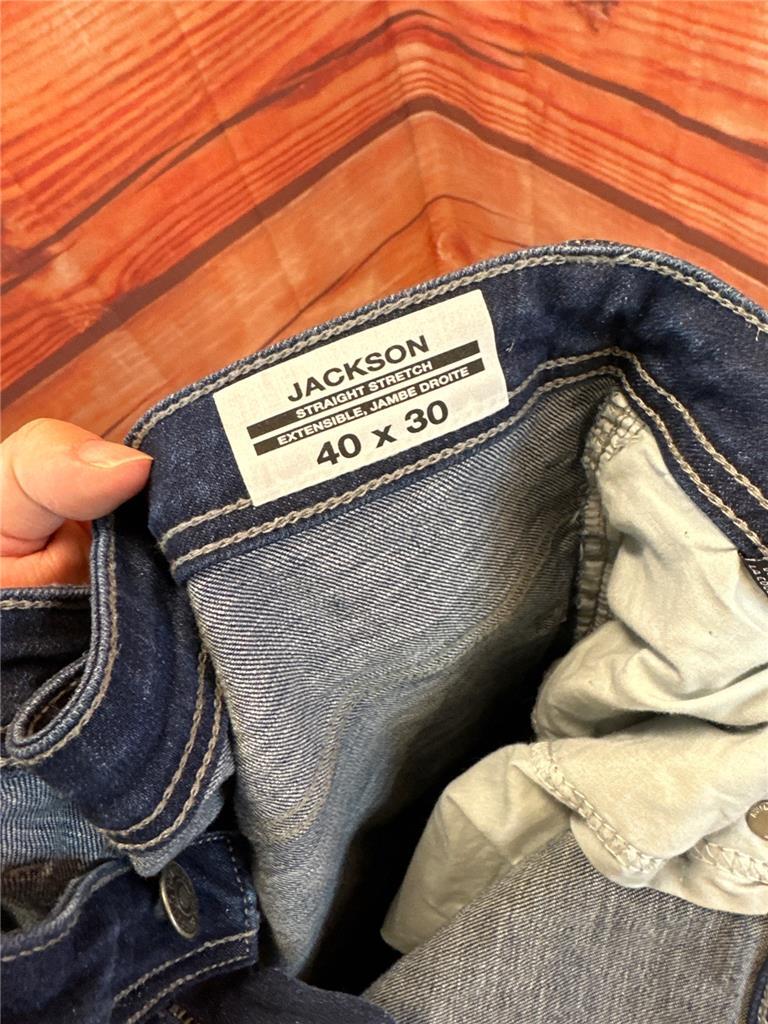 JACKSON
STRAIGHT STRETCH
EXTENSIBLE, JAMBE DROITE
40 x 30